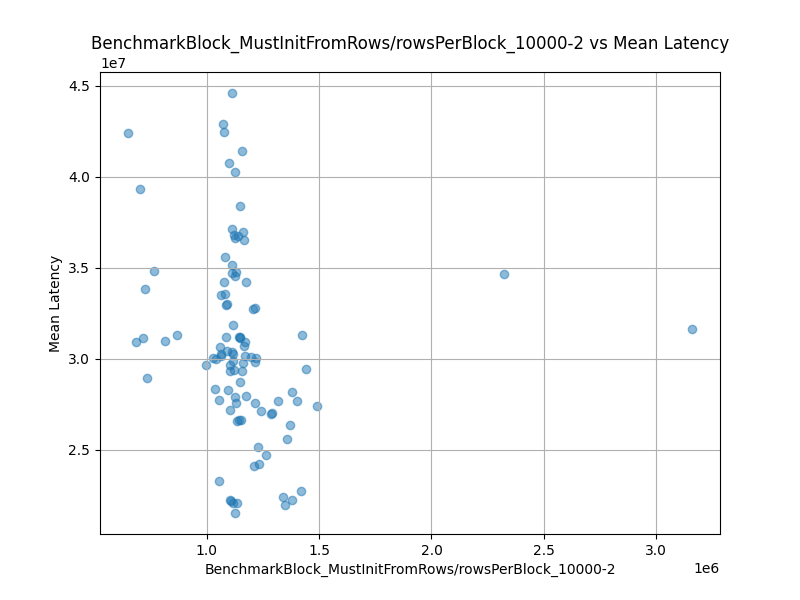 BenchmarkBlock_MustInitFromRows/rowsPerBlock_10000-2 vs Mean Latency
1e7
4.5
4.0
3.5
3.0
2.5
Mean Latency
1.0 1.5 2.0 2.5 3.0
BenchmarkBlock_MustInitFromRows/rowsPerBlock_10000-2
1e6